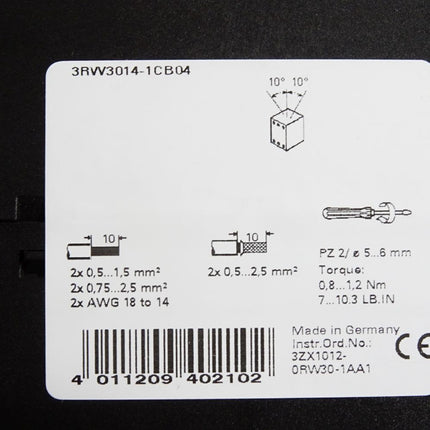 3RW3014-1CB04
10° 10°
10 10
2x 0,5...1,5 mm² 2x 0,5...2,5 mm²
2x 0,75...2,5 mm²
2x AWG 18 to 14
PZ 2/ ø 5...6 mm
Torque:
0,8...1,2 Nm
7...10.3 LB.IN
Made in Germany
Instr.Ord.No.:
3ZX1012-
0RW30-1AA1
CE
4 011209 402102